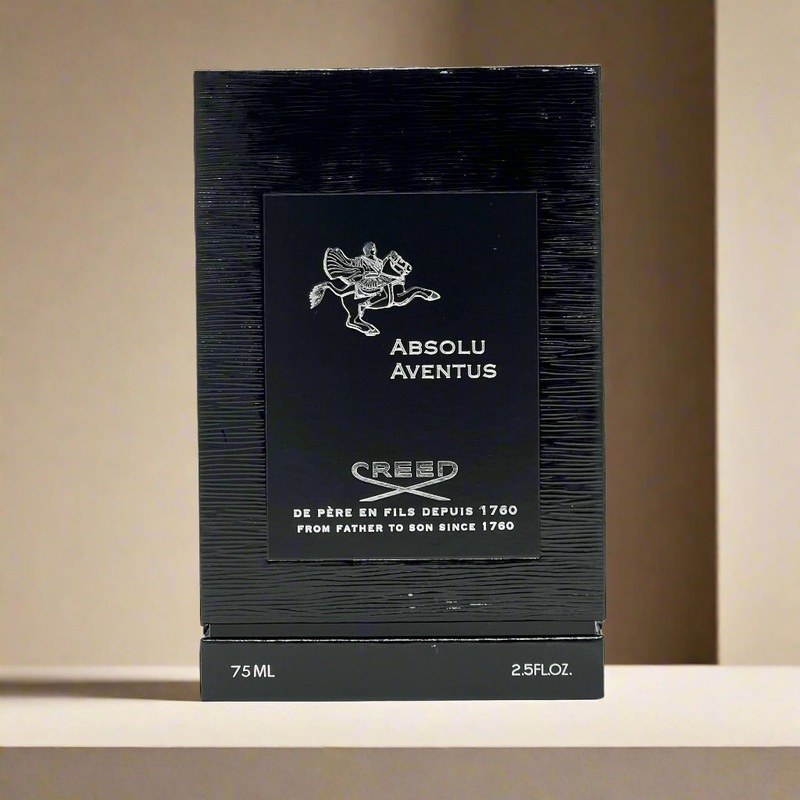 ABSOLU
AVENTUS
CREED
DE PÈRE EN FILS DEPUIS 1760
FROM FATHER TO SON SINCE 1760
75 ML
2.5FL.OZ.